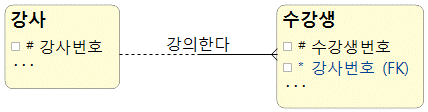 강사
# 강사번호
...
강의한다
수강생
# 수강생번호
* 강사번호 (FK)
...